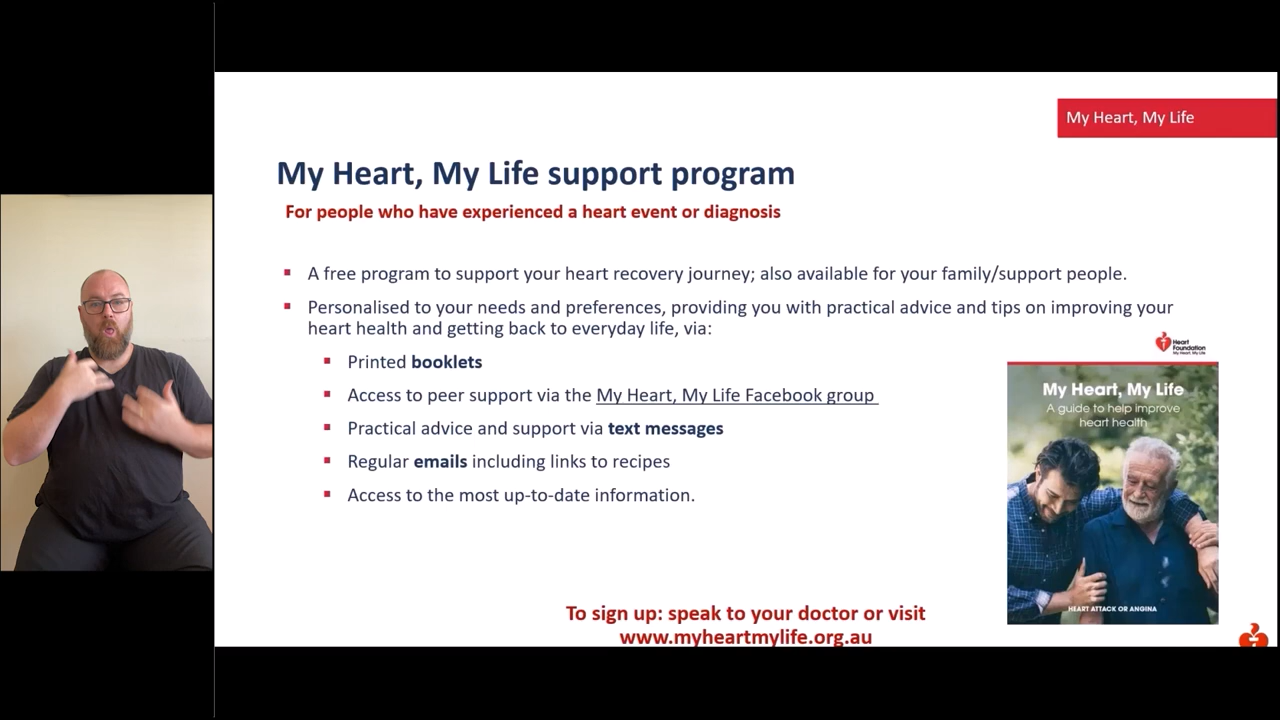 My Heart, My Life
My Heart, My Life support program
For people who have experienced a heart event or diagnosis
A free program to support your heart recovery journey; also available for your family/support people.
Personalised to your needs and preferences, providing you with practical advice and tips on improving your
heart health and getting back to everyday life, via:
Printed booklets
Access to peer support via the My Heart, My Life Facebook group
Practical advice and support via text messages
Regular emails including links to recipes
Access to the most up-to-date information.
Heart
Foundation
My Heart, My Life
My Heart, My Life
A guide to help improve
heart health
HEART ATTACK OR ANGINA
To sign up: speak to your doctor or visit
www.myheartmylife.org.au